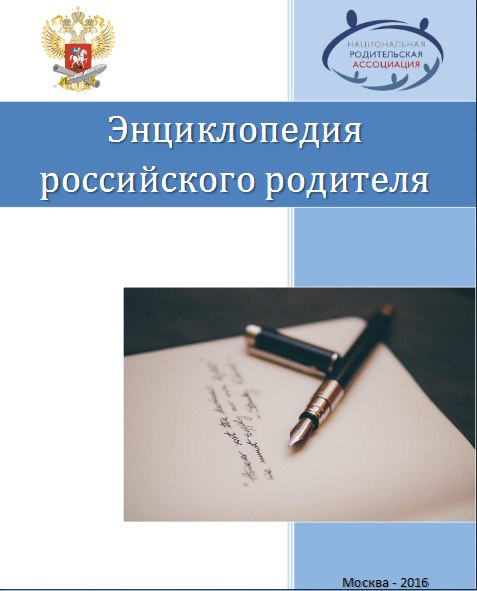 НАЦИОНАЛЬНАЯ
РОДИТЕЛЬСКАЯ
АССОЦИАЦИЯ
Энциклопедия
российского родителя
Москва - 2016